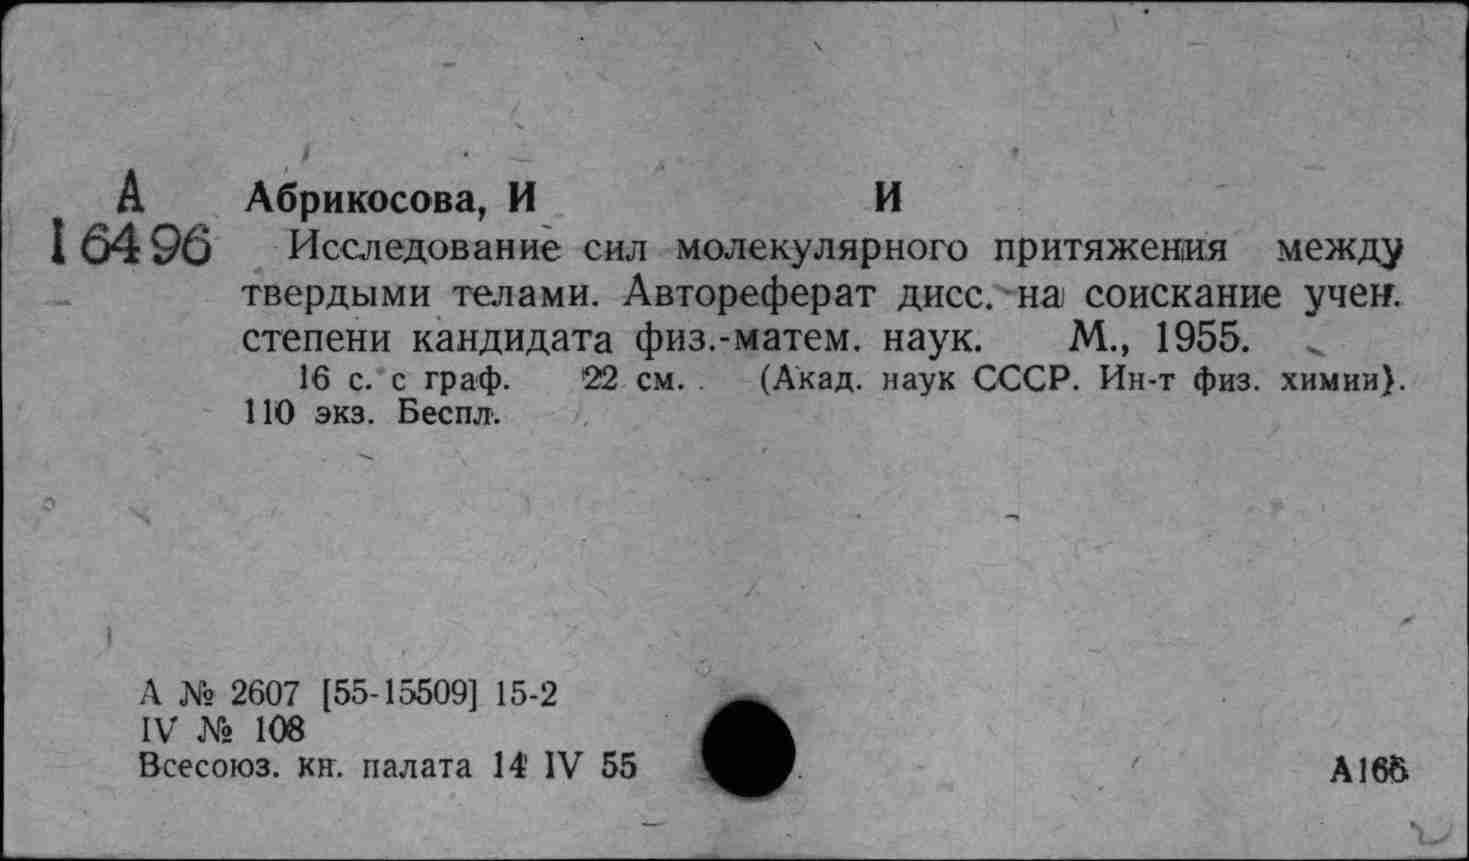 А Абрикосова, И И
16496 Исследование сил молекулярного притяжения между
твердыми телами. Автореферат дисс. на соискание учен.
степени кандидата физ.-матем. наук. М., 1955.
16 с. с граф. 22 см. (Акад. наук СССР. Ин-т физ. химии).
110 экз. Беспл.
А № 2607 [55-15509] 15-2
IV № 108
Всесоюз. кн. палата 14 IV 55